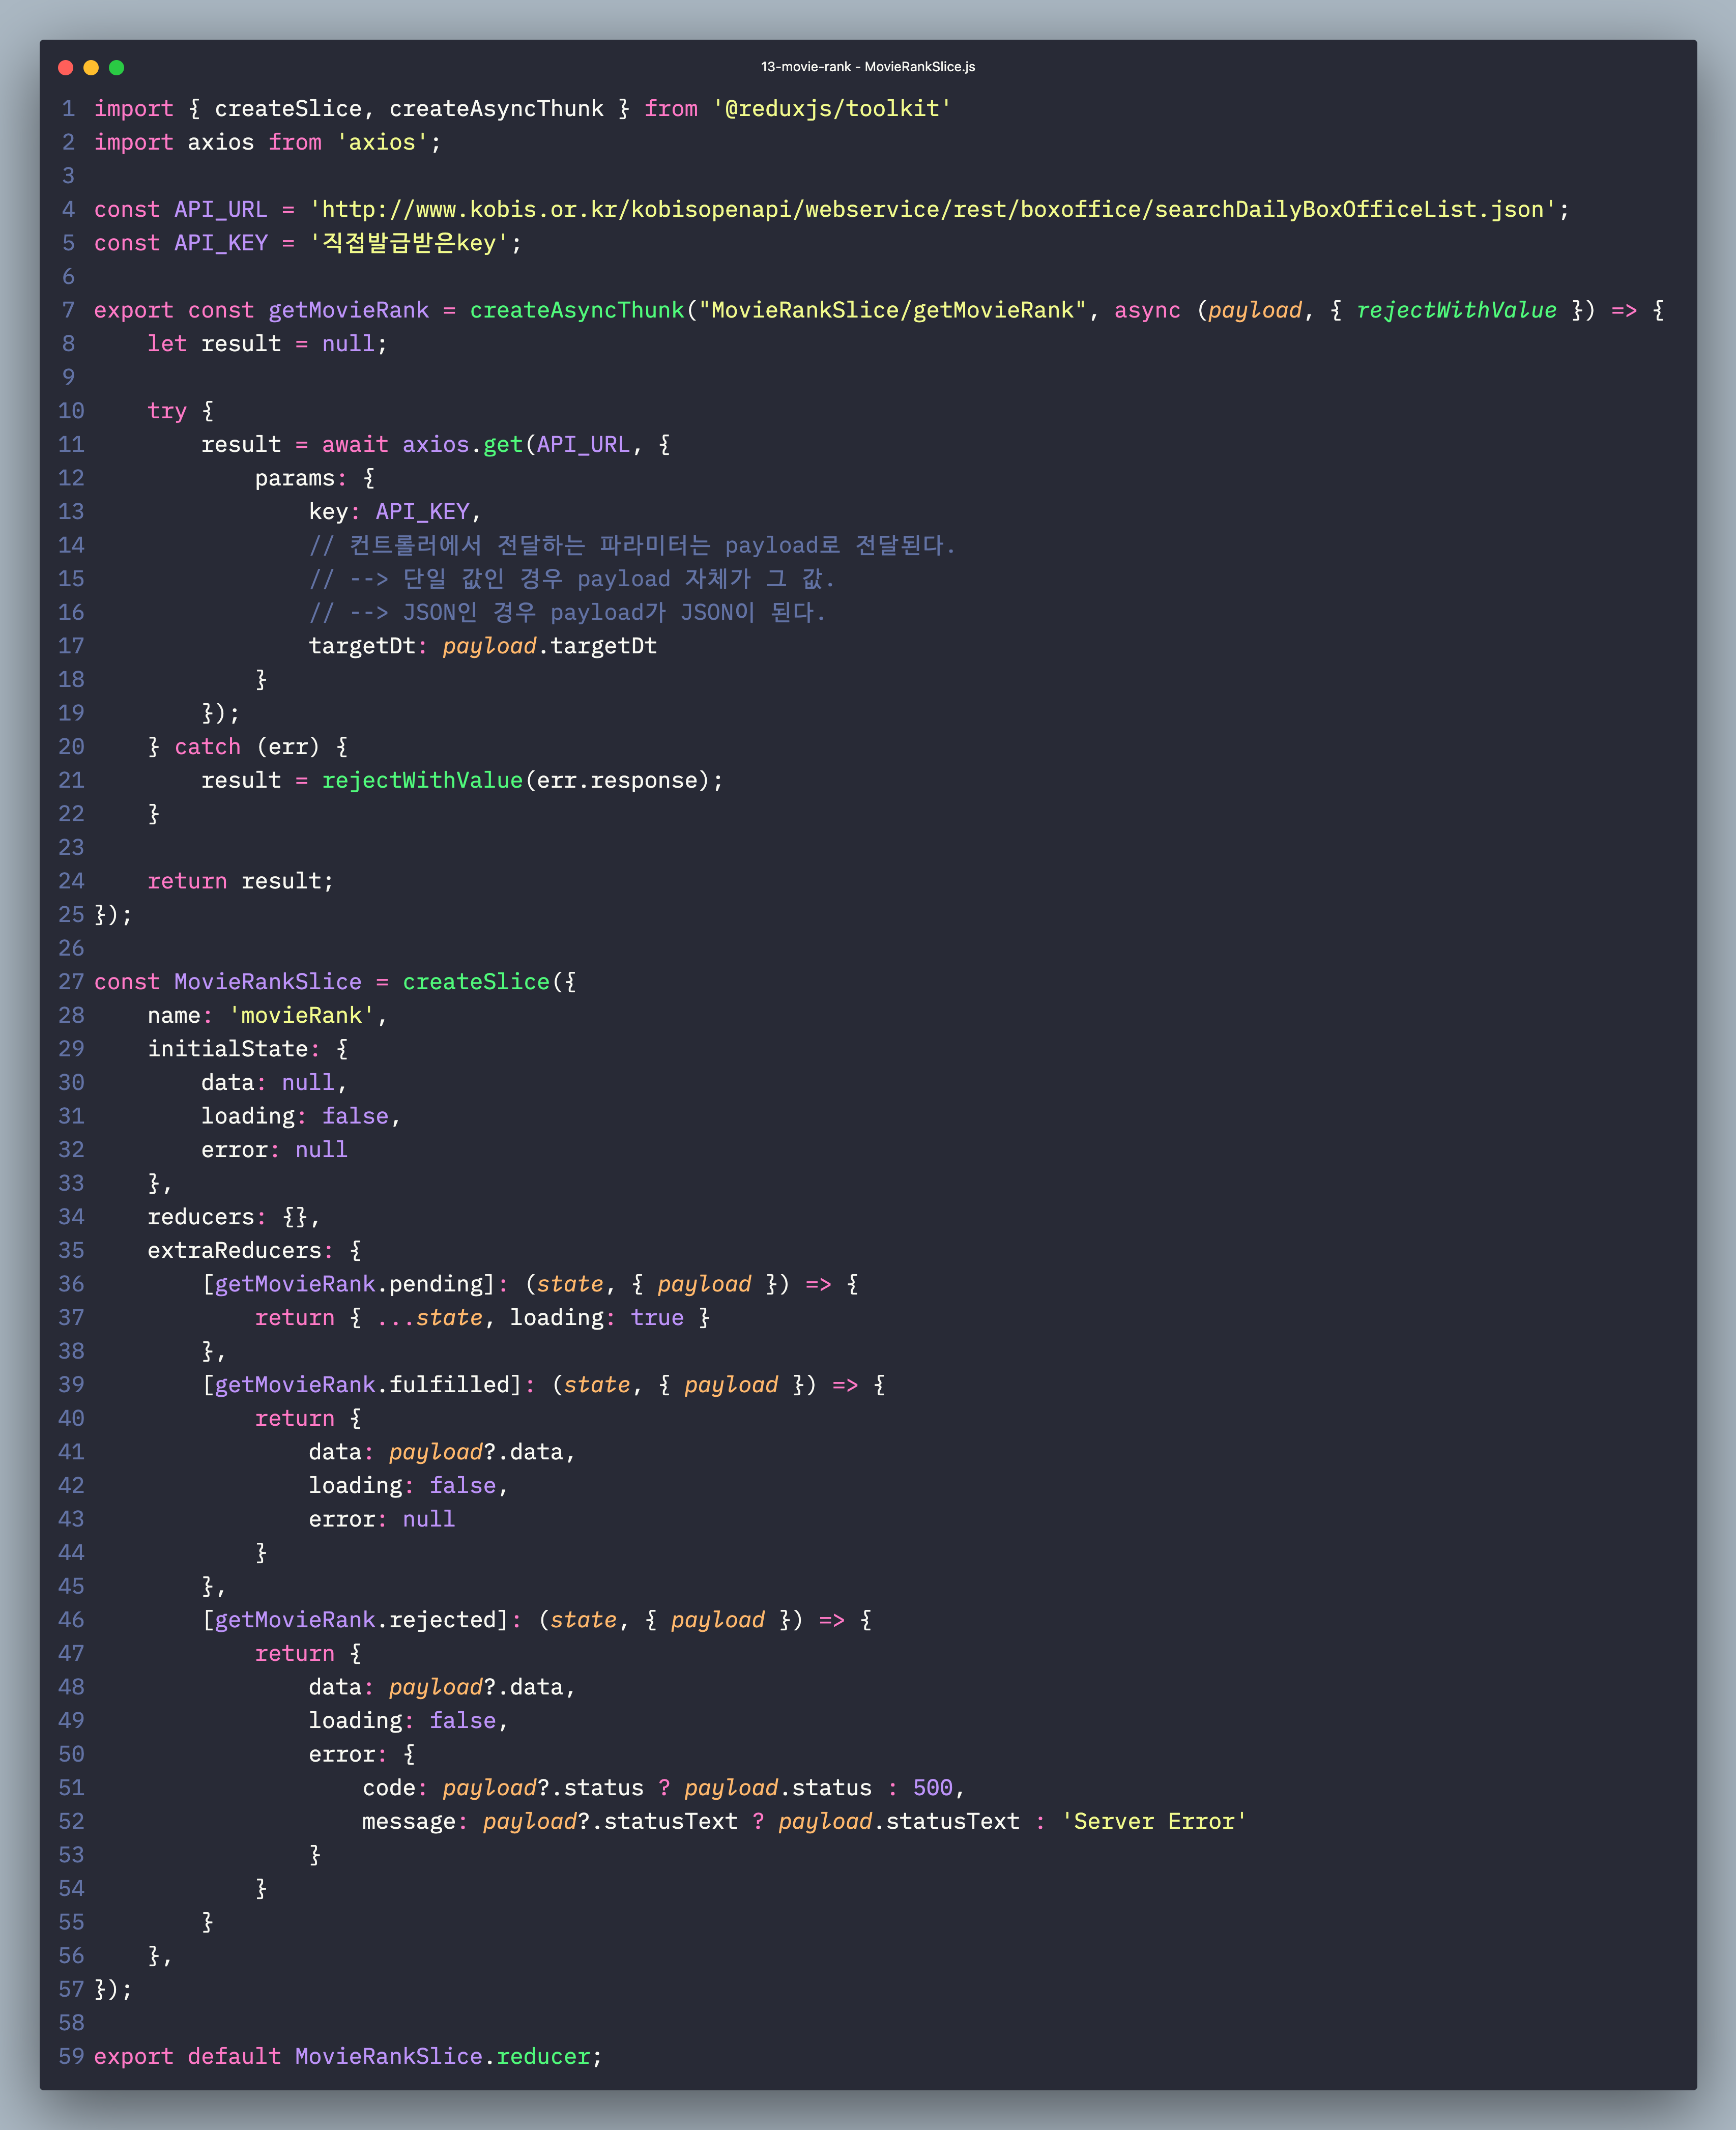 13-movie-rank - MovieRankSlice.js
1 import { createSlice, createAsyncThunk } from '@reduxjs/toolkit'
2 import axios from 'axios';
3
4 const API_URL = 'http://www.kobis.or.kr/kobisopenapi/webservice/rest/boxoffice/searchDailyBoxOfficeList.json';
5 const API_KEY = '직접발급받은key';
6
7 export const getMovieRank = createAsyncThunk("MovieRankSlice/getMovieRank", async (payload, { rejectWithValue }) => {
8     let result = null;
9
10     try {
11         result = await axios.get(API_URL, {
12             params: {
13                 key: API_KEY,
14                 // 컨트롤러에서 전달하는 파라미터는 payload로 전달된다.
15                 // --> 단일 값인 경우 payload 자체가 그 값.
16                 // --> JSON인 경우 payload가 JSON이 된다.
17                 targetDt: payload.targetDt
18             }
19         });
20     } catch (err) {
21         result = rejectWithValue(err.response);
22     }
23
24     return result;
25 });
26
27 const MovieRankSlice = createSlice({
28     name: 'movieRank',
29     initialState: {
30         data: null,
31         loading: false,
32         error: null
33     },
34     reducers: {},
35     extraReducers: {
36         [getMovieRank.pending]: (state, { payload }) => {
37             return { ...state, loading: true }
38         },
39         [getMovieRank.fulfilled]: (state, { payload }) => {
40             return {
41                 data: payload?.data,
42                 loading: false,
43                 error: null
44             }
45         },
46         [getMovieRank.rejected]: (state, { payload }) => {
47             return {
48                 data: payload?.data,
49                 loading: false,
50                 error: {
51                     code: payload?.status ? payload.status : 500,
52                     message: payload?.statusText ? payload.statusText : 'Server Error'
53                 }
54             }
55         }
56     },
57 });
58
59 export default MovieRankSlice.reducer;